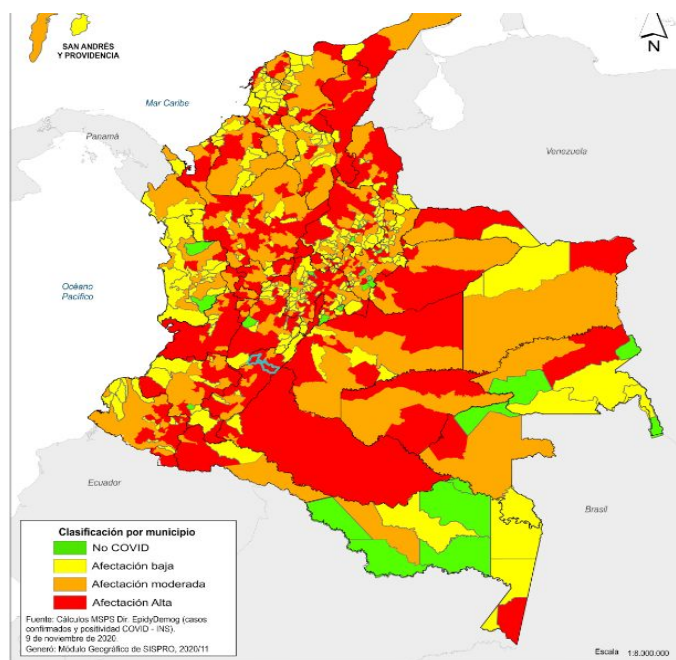 SAN ANDRÉS
Y PROVIDENCIA
N
Mar Caribe
Panamá
Venezuela
Océano
Pacífico
Ecuador
Brasil
Clasificación por municipio
No COVID
Afectación baja
Afectación moderada
Afectación Alta
Fuente: Cálculos MSPS Dir. EpidyDemog (casos
confirmados y positividad COVID - INS).
9 de noviembre de 2020
Generó: Módulo Geográfico de SISPRO, 2020/11
Escala 1:8.000.000